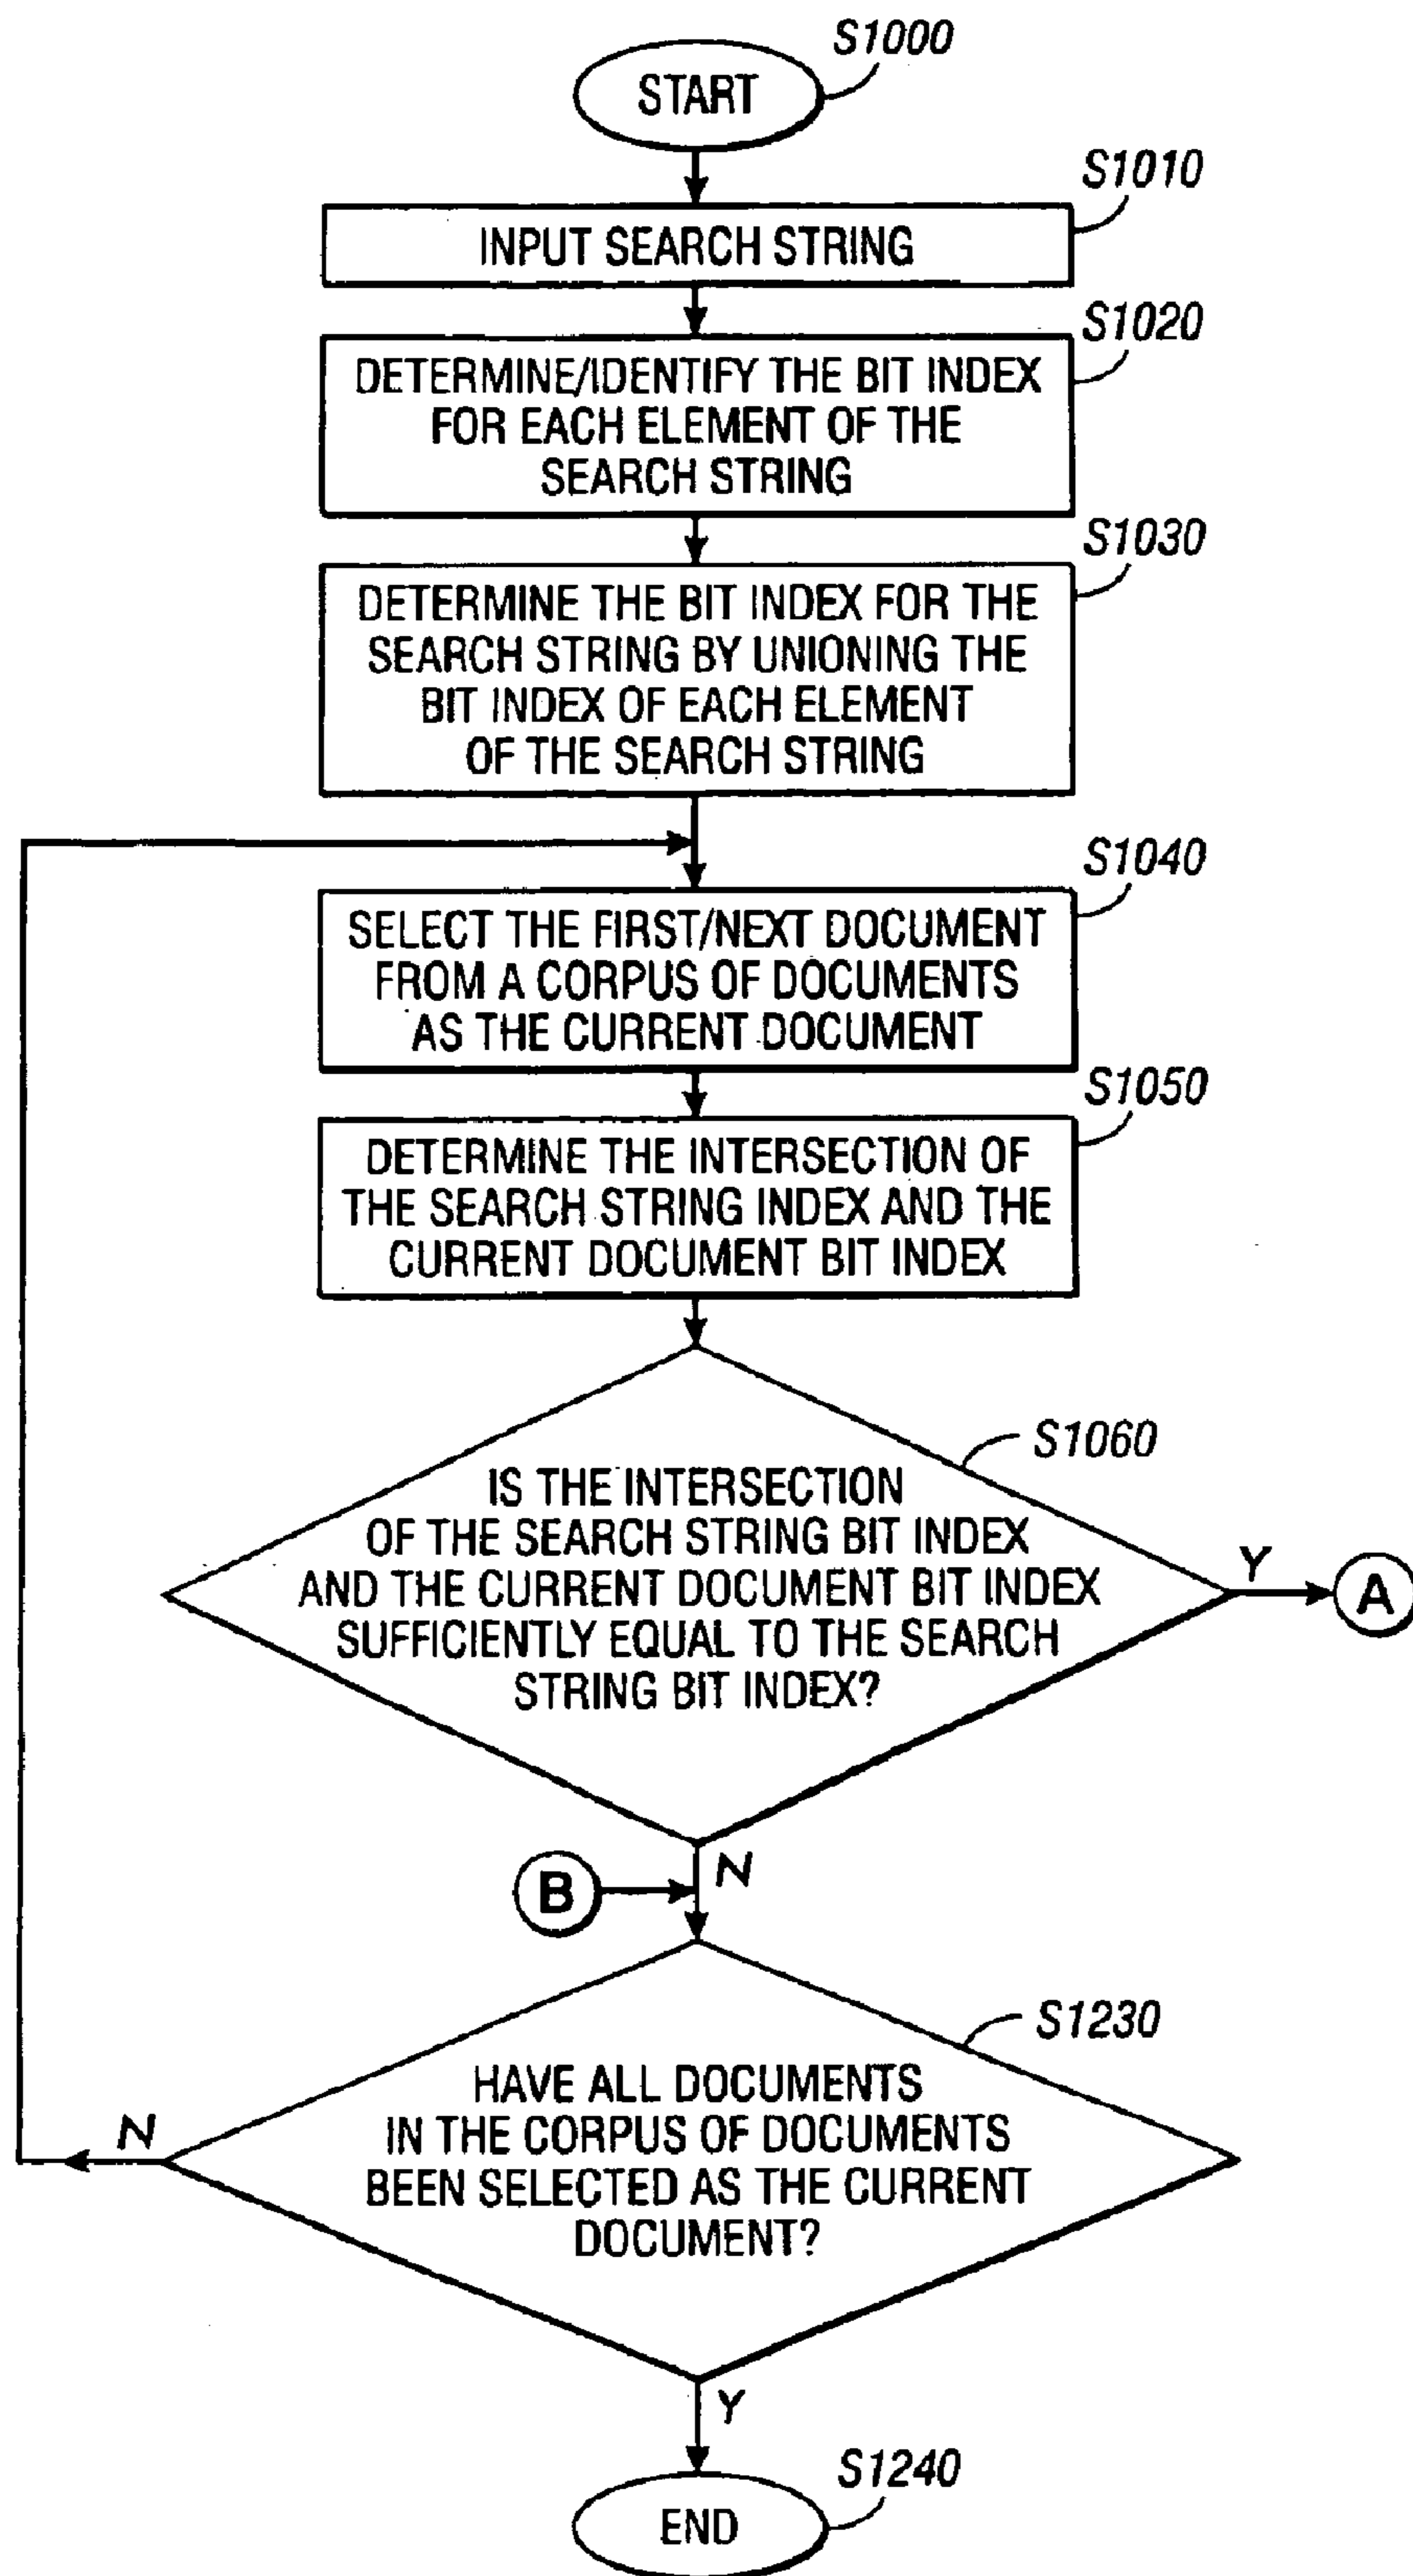 START
S1000
INPUT SEARCH STRING
S1010
DETERMINE/IDENTIFY THE BIT INDEX
FOR EACH ELEMENT OF THE
SEARCH STRING
S1020
DETERMINE THE BIT INDEX FOR THE
SEARCH STRING BY UNIONING THE
BIT INDEX OF EACH ELEMENT
OF THE SEARCH STRING
S1030
SELECT THE FIRST/NEXT DOCUMENT
FROM A CORPUS OF DOCUMENTS
AS THE CURRENT DOCUMENT
S1040
DETERMINE THE INTERSECTION OF
THE SEARCH STRING INDEX AND THE
CURRENT DOCUMENT BIT INDEX
S1050
IS THE INTERSECTION
OF THE SEARCH STRING BIT INDEX
AND THE CURRENT DOCUMENT BIT INDEX
SUFFICIENTLY EQUAL TO THE SEARCH
STRING BIT INDEX?
S1060
Y
A
N
B
HAVE ALL DOCUMENTS
IN THE CORPUS OF DOCUMENTS
BEEN SELECTED AS THE CURRENT
DOCUMENT?
S1230
N
Y
END
S1240